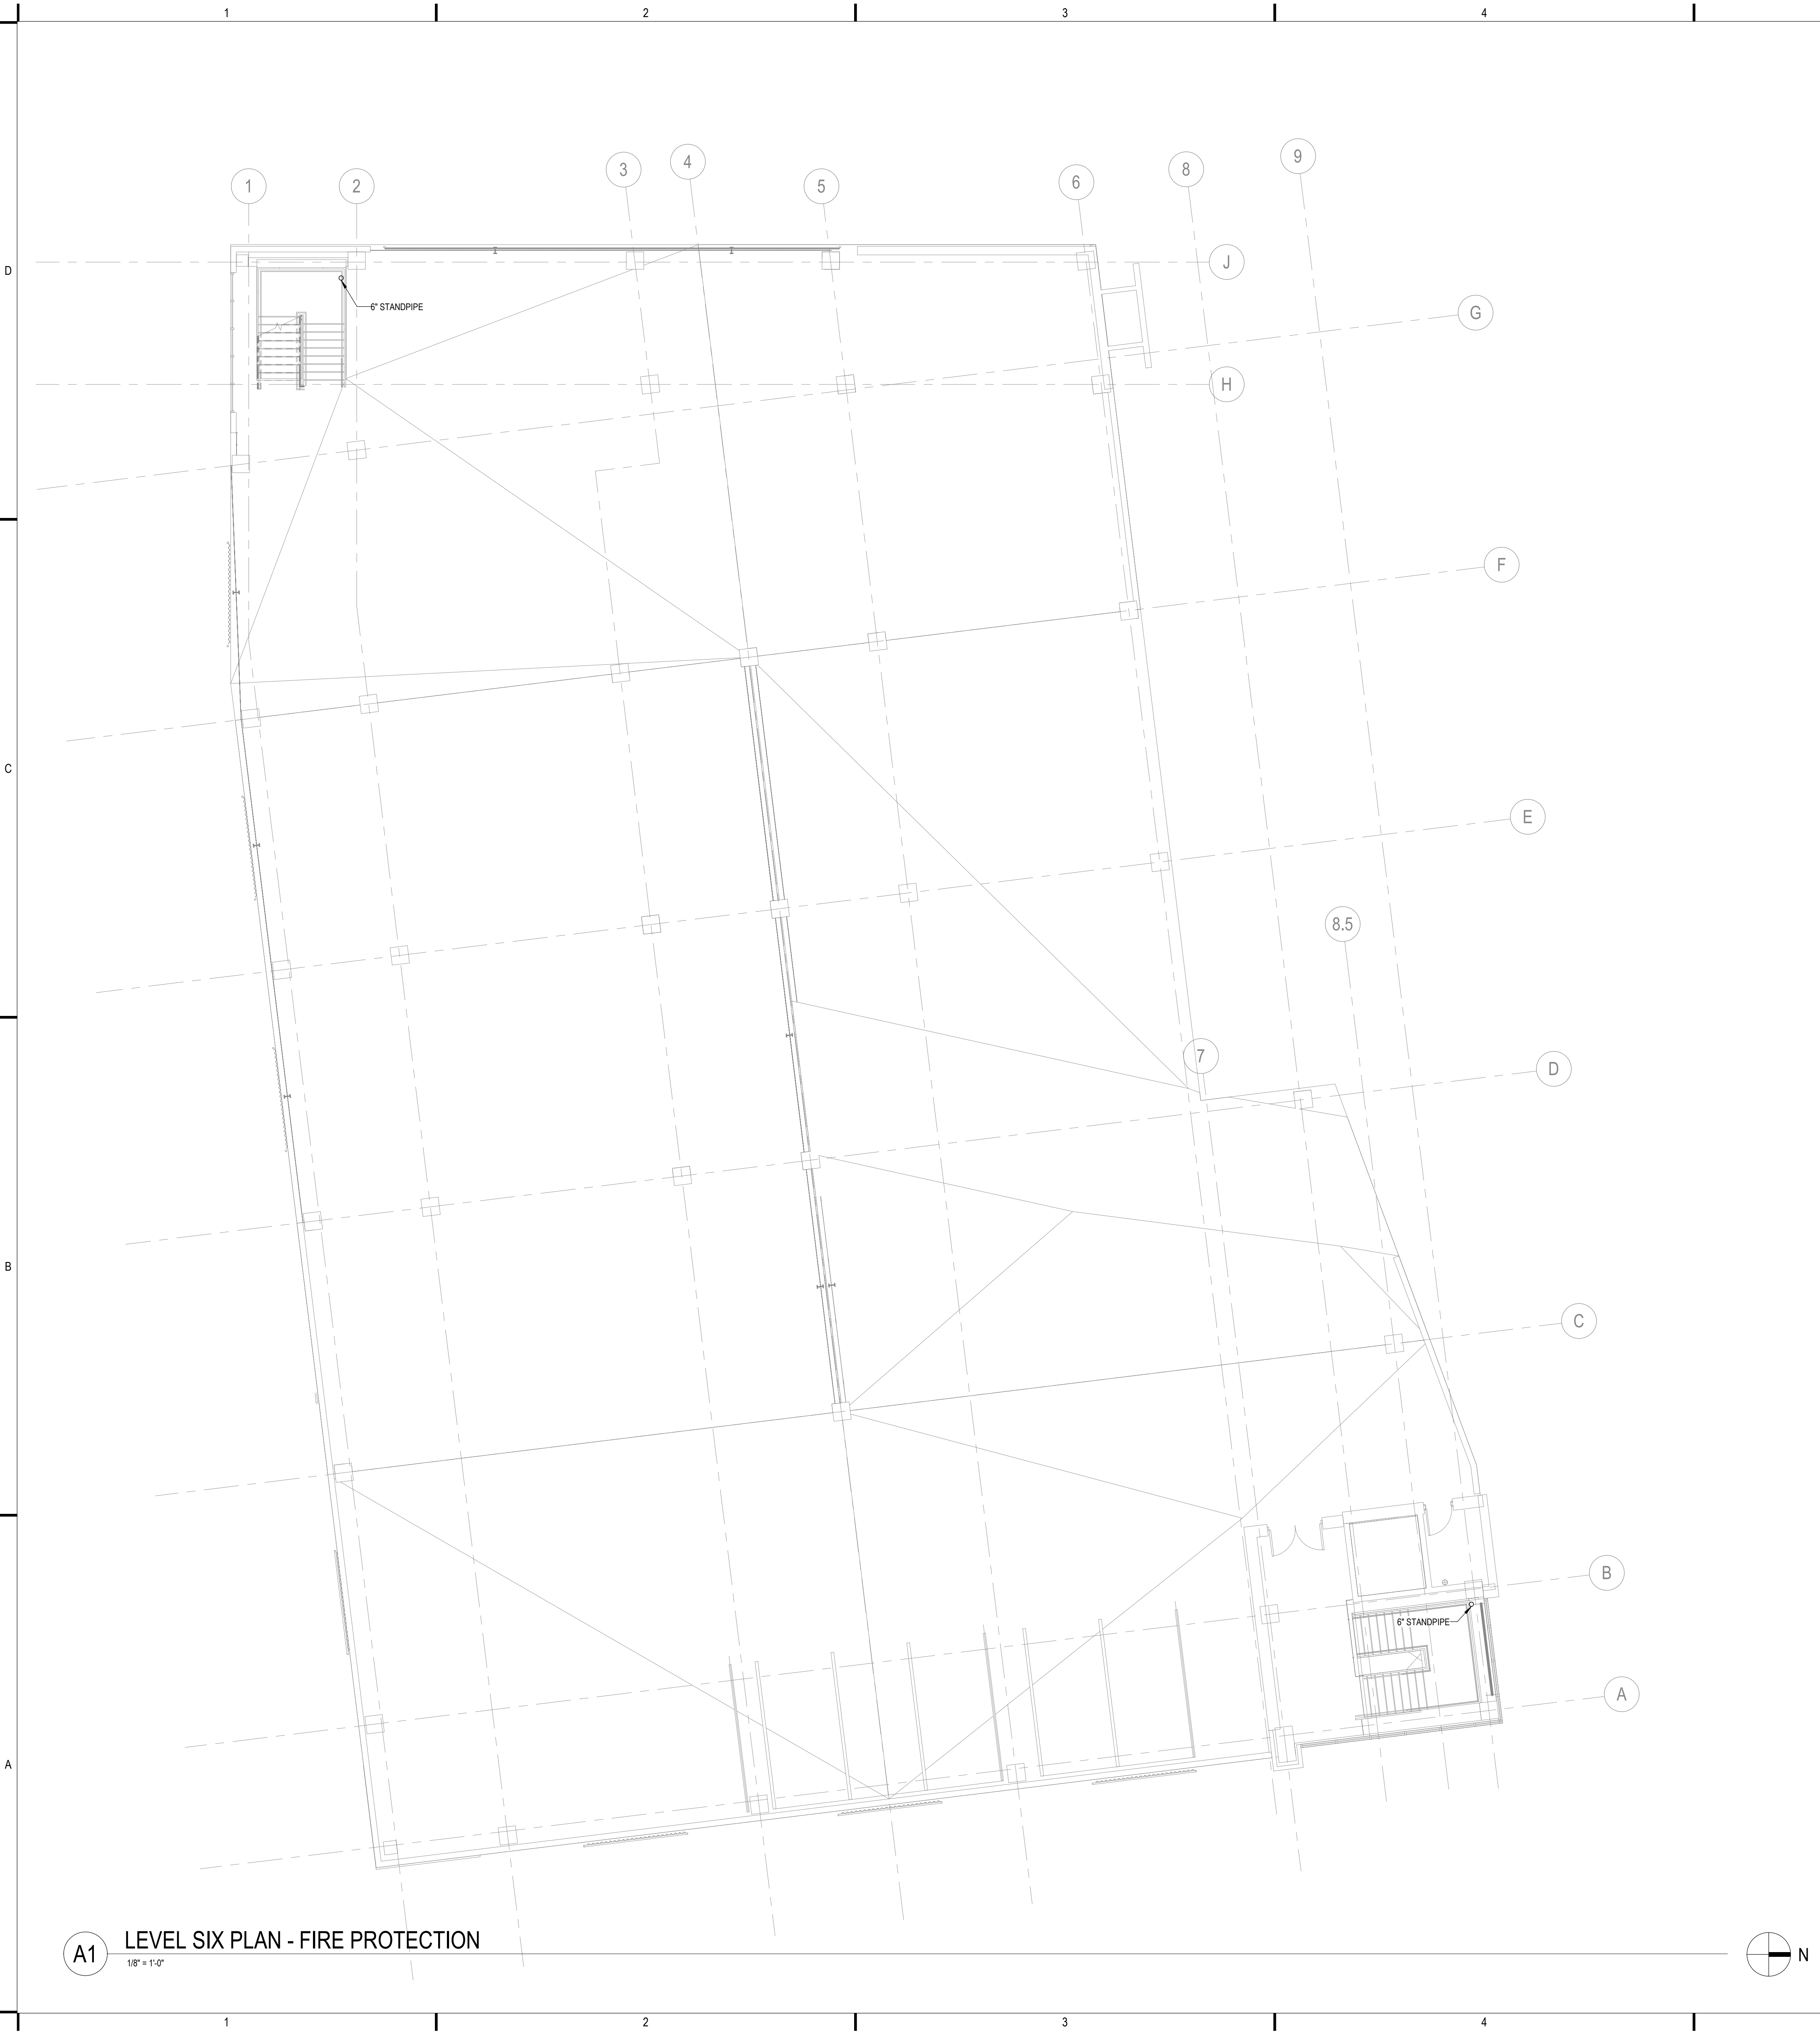 1 2 3 4
1 2 3 4 5 6 8 9
J
D
G
6" STANDPIPE
H
F
C
E
8.5
7
D
B
C
B
6" STANDPIPE
A
A
A1 LEVEL SIX PLAN - FIRE PROTECTION
1/8" = 1'-0"
N
1 2 3 4